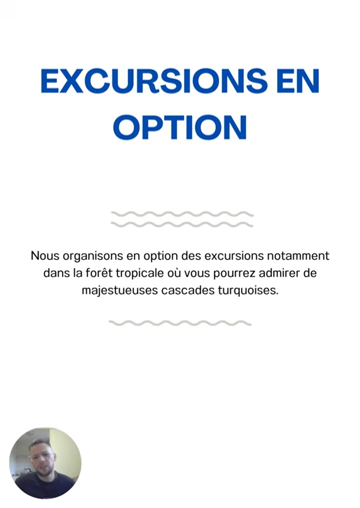 EXCURSIONS EN
OPTION
Nous organisons en option des excursions notamment
dans la forêt tropicale où vous pourrez admirer de
majestueuses cascades turquoises.